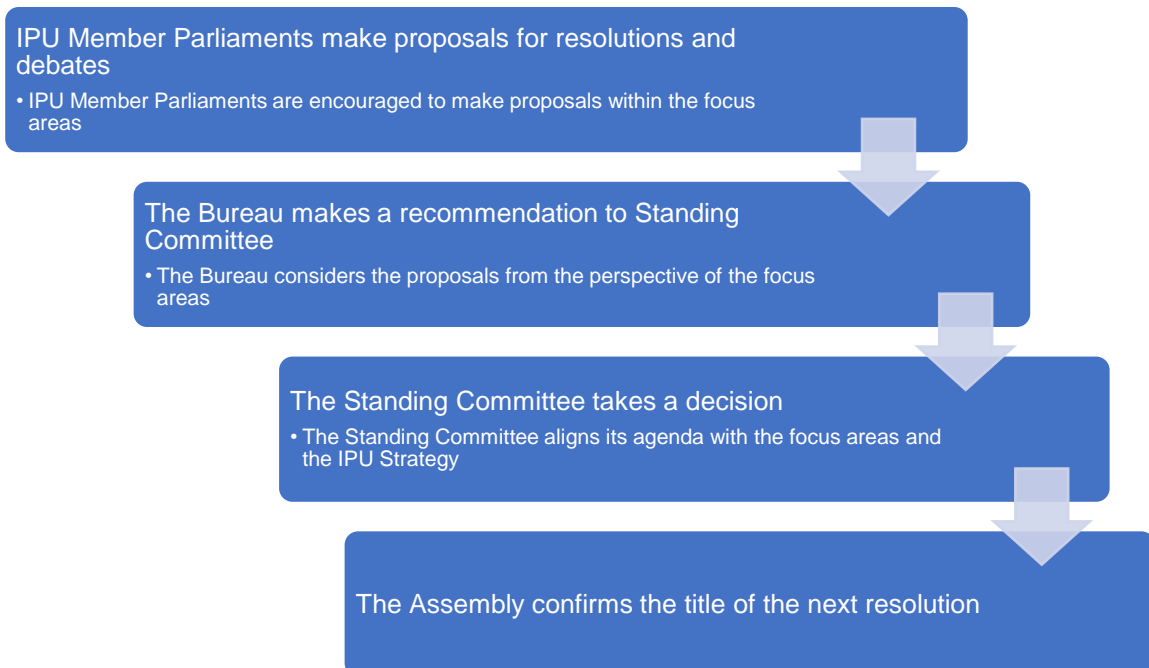 IPU Member Parliaments make proposals for resolutions and
debates
• IPU Member Parliaments are encouraged to make proposals within the focus
areas
The Bureau makes a recommendation to Standing
Committee
• The Bureau considers the proposals from the perspective of the focus
areas
The Standing Committee takes a decision
• The Standing Committee aligns its agenda with the focus areas and
the IPU Strategy
The Assembly confirms the title of the next resolution